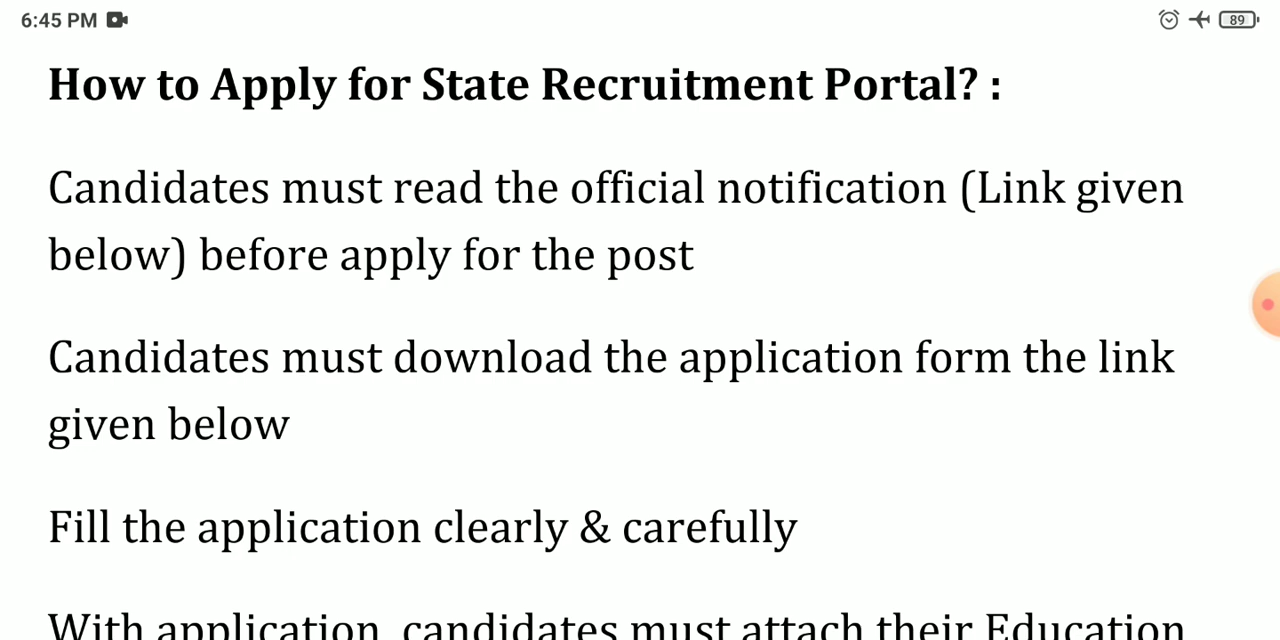 6:45 PM
89
How to Apply for State Recruitment Portal? :
Candidates must read the official notification (Link given
below) before apply for the post
Candidates must download the application form the link
given below
Fill the application clearly & carefully
With application, candidates must attach their Education